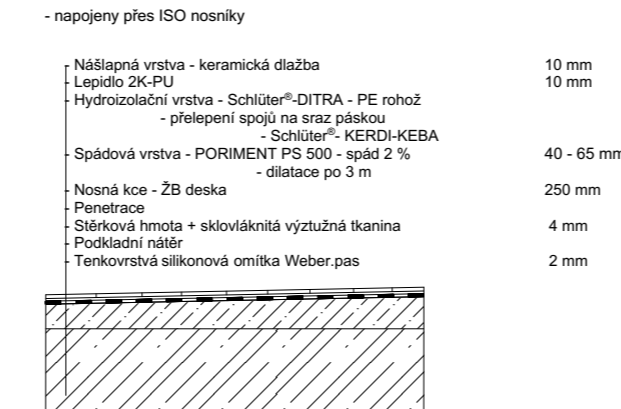 - napojeny přes ISO nosníky
Nášlapná vrstva - keramická dlažba 10 mm
Lepidlo 2K-PU 10 mm
Hydroizolační vrstva - Schlüter®-DITRA - PE rohož
- přelepení spojů na sraz páskou
- Schlüter®- KERDI-KEBA
Spádová vrstva - PORIMENT PS 500 - spád 2 % 40 - 65 mm
- dilatace po 3 m
Nosná kce - ŽB deska 250 mm
Penetrace
Stěrková hmota + sklovláknitá výztužná tkanina 4 mm
Podkladní nátěr
Tenkovrstvá silikonová omítka Weber.pas 2 mm